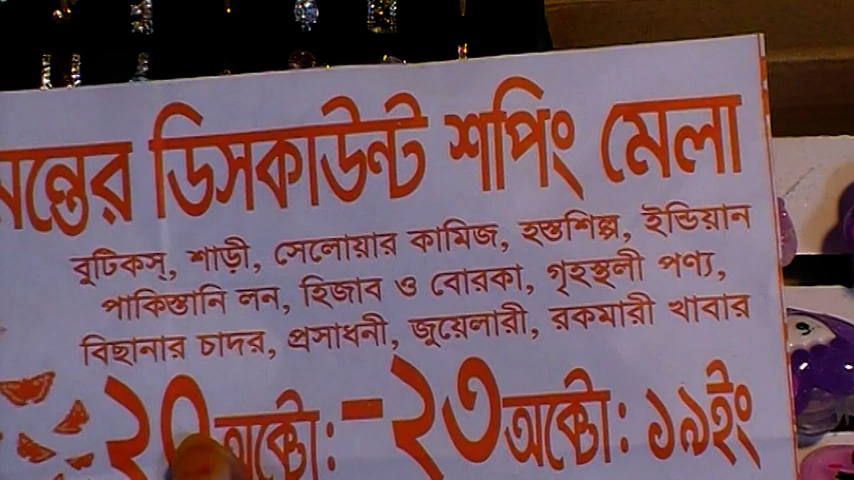 ডিসকাউন্ট শপিং মেলা
বুটিকস্, শাড়ী, সেলোয়ার কামিজ, হস্তশিল্প, ইন্ডিয়ান
পাকিস্তানি লন, হিজাব ও বোরকা, গৃহস্থলী পণ্য,
বিছানার চাদর, প্রসাধনী, জুয়েলারী, রকমারী খাবার
২০ অক্টো: - ২৩ অক্টো: ১৯ইং